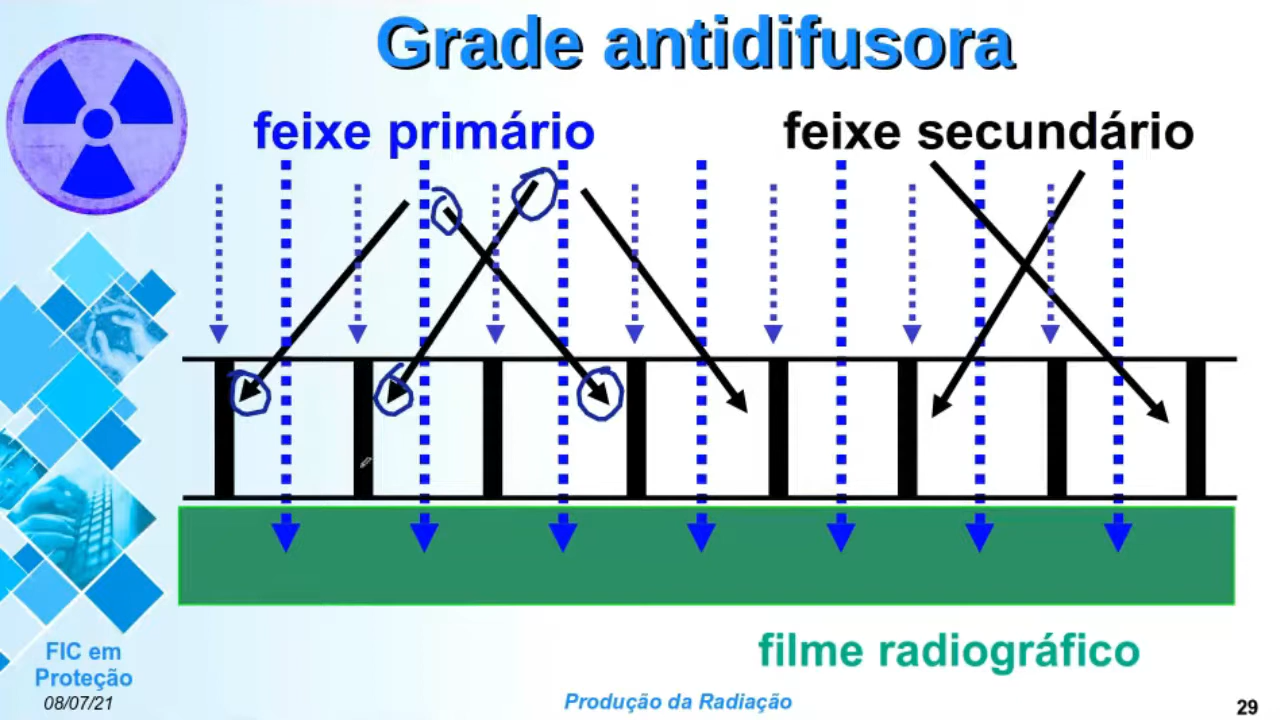 Grade antidifusora
feixe primário
feixe secundário
filme radiográfico
FIC em
Proteção
08/07/21
Produção da Radiação
29